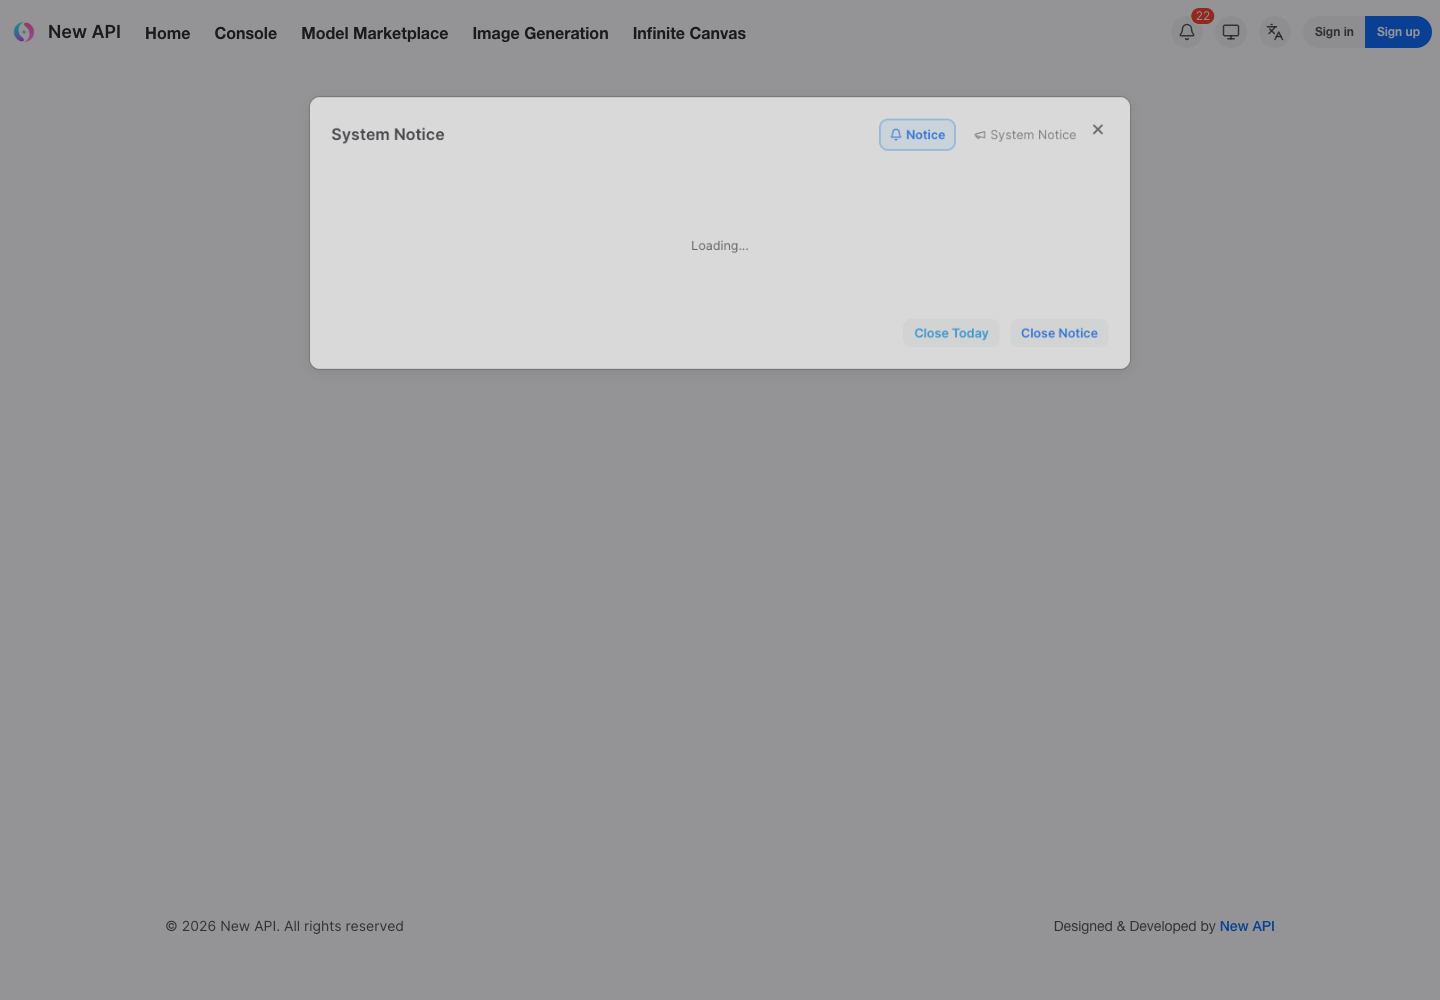 New API
Home
Console
Model Marketplace
Image Generation
Infinite Canvas
22
Sign in
Sign up
System Notice
Notice
System Notice
Loading...
Close Today
Close Notice
© 2026 New API. All rights reserved
Designed & Developed by New API